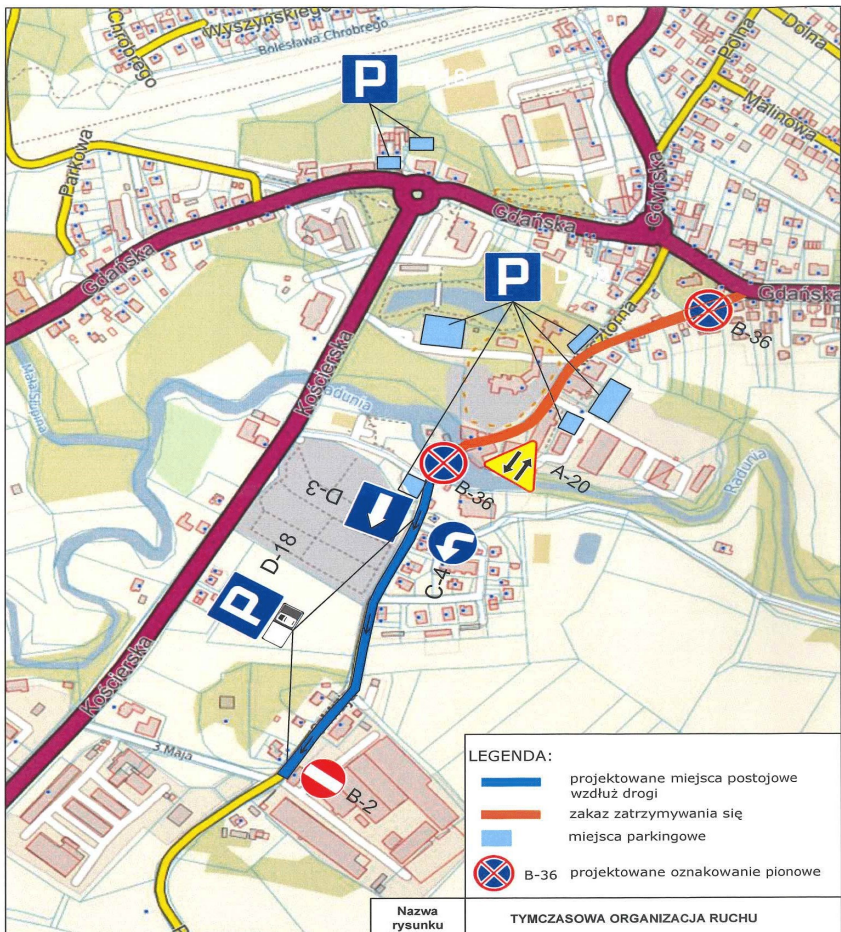 Chrobrego
Wyszyńskiego
Bolesława Chrobrego
Polna
Dolna
Malinowa
P
Parkowa
Gdańska
Gdańska
Gdyńska
P
Gdańska
B-36
Kościerska
Radunia
Mała Słupina
Radunia
A-20
B-36
D-3
D-18
C-4
P
Kościerska
3 Maja
B-2
LEGENDA:
projektowane miejsca postojowe
wzdłuż drogi
zakaz zatrzymywania się
miejsca parkingowe
B-36 projektowane oznakowanie pionowe
Nazwa
rysunku
TYMCZASOWA ORGANIZACJA RUCHU